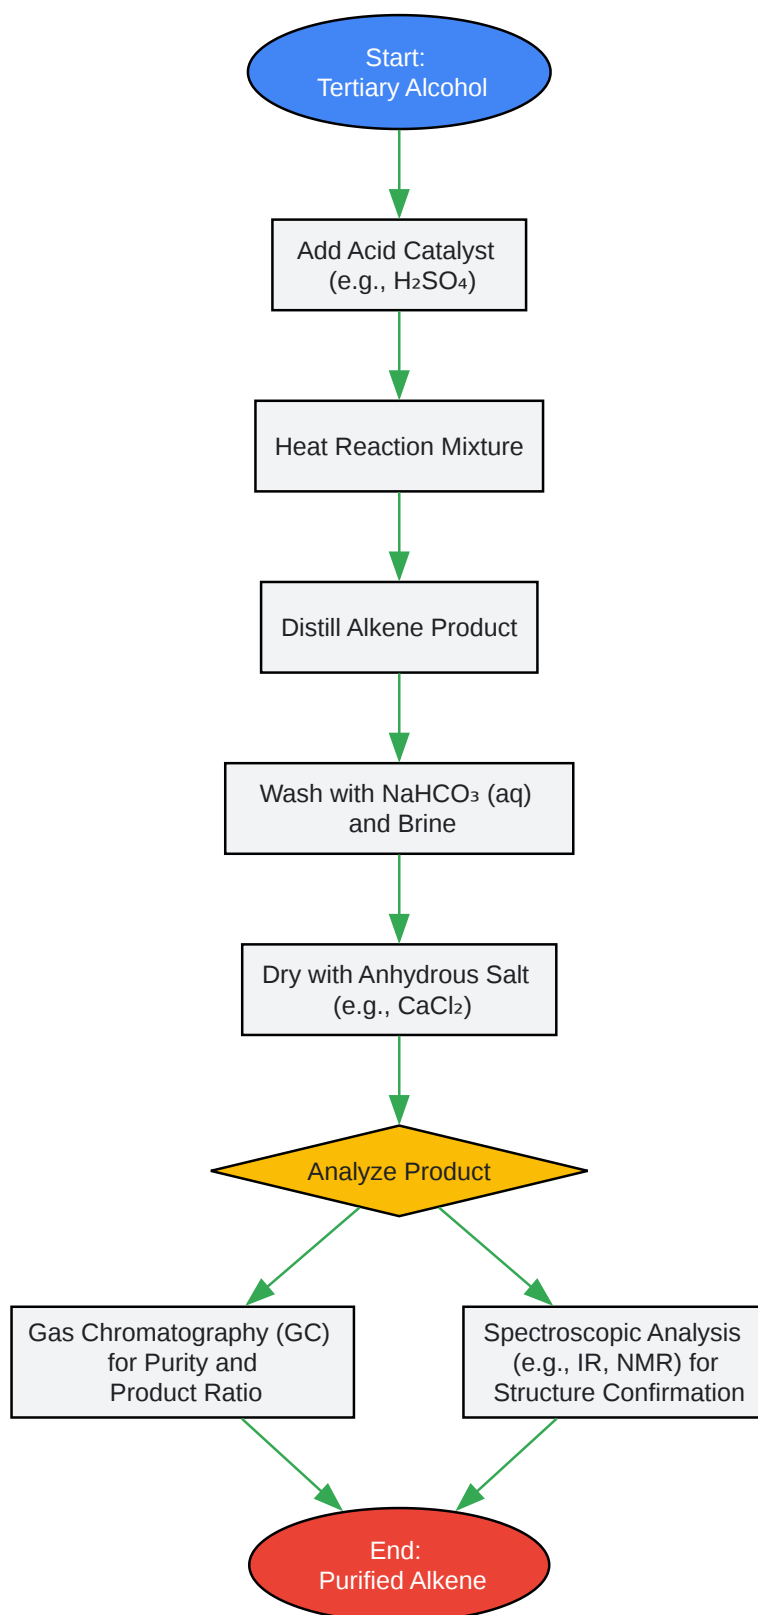 Start:
Tertiary Alcohol
Add Acid Catalyst
(e.g., H₂SO₄)
Heat Reaction Mixture
Distill Alkene Product
Wash with NaHCO₃ (aq)
and Brine
Dry with Anhydrous Salt
(e.g., CaCl₂)
Analyze Product
Gas Chromatography (GC)
for Purity and
Product Ratio
Spectroscopic Analysis
(e.g., IR, NMR) for
Structure Confirmation
End:
Purified Alkene